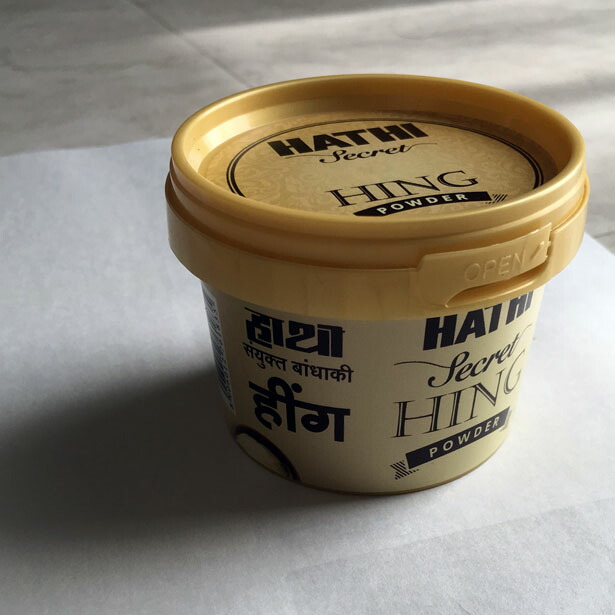 HATHI
Secret
HING
POWDER
OPEN
हाथी
संयुक्त बांधाकी
हींग
HATHI
Secret
HING
POWDER